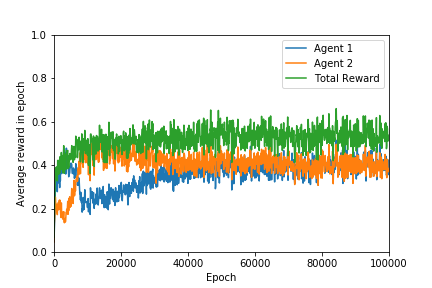 Agent 1
Agent 2
Total Reward
1.0
0.8
0.6
0.4
0.2
0.0
Average reward in epoch
0 20000 40000 60000 80000 100000
Epoch